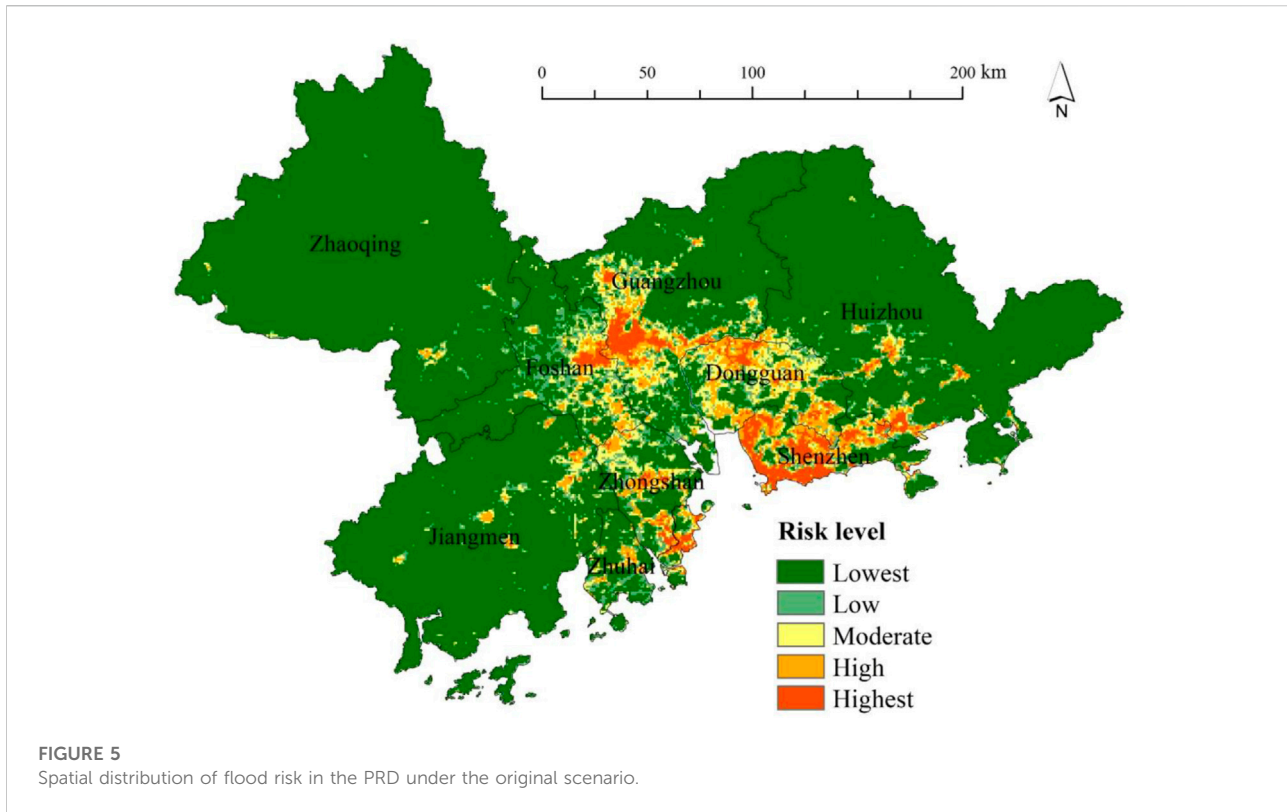 0 50 100 200 km
N
Zhaoqing
Guangzhou
Huizhou
Foshan
Dongguan
Shenzhen
Zhongshan
Jiangmen
Zhuhai
Risk level
Lowest
Low
Moderate
High
Highest
FIGURE 5
Spatial distribution of flood risk in the PRD under the original scenario.